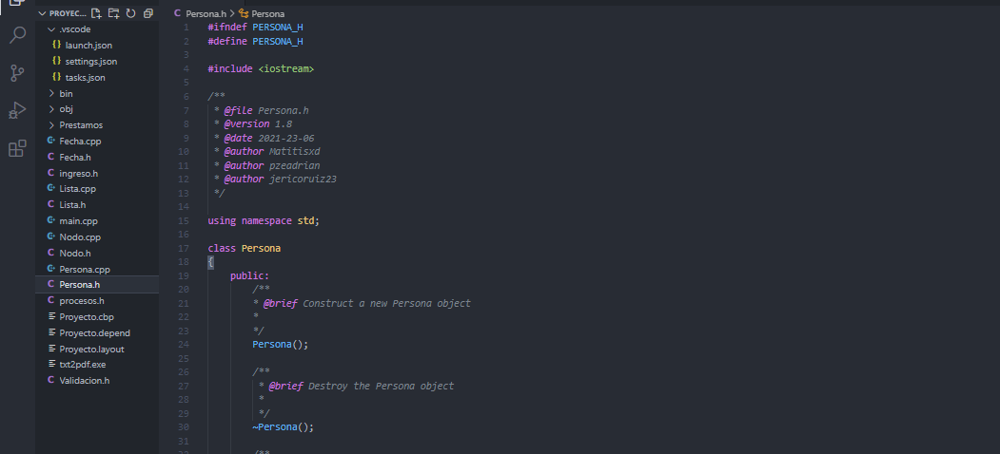 PROYEC...
.vscode
{} launch.json
{} settings.json
{} tasks.json
bin
obj
Prestamos
Fecha.cpp
C Fecha.h
C ingreso.h
Lista.cpp
C Lista.h
main.cpp
Nodo.cpp
C Nodo.h
Persona.cpp
C Persona.h
C procesos.h
Proyecto.cbp
Proyecto.depend
Proyecto.layout
txt2pdf.exe
C Validacion.h
C Persona.h > Persona
1 #ifndef PERSONA_H
2 #define PERSONA_H
3
4 #include <iostream>
5
6 /**
7 * @file Persona.h
8 * @version 1.8
9 * @date 2021-23-06
10 * @author Matitisxd
11 * @author pzeadrian
12 * @author jericoruiz23
13 */
14
15 using namespace std;
16
17 class Persona
18 {
19 public:
20 /**
21 * @brief Construct a new Persona object
22 *
23 */
24 Persona();
25
26 /**
27 * @brief Destroy the Persona object
28 *
29 */
30 ~Persona();
31
/**